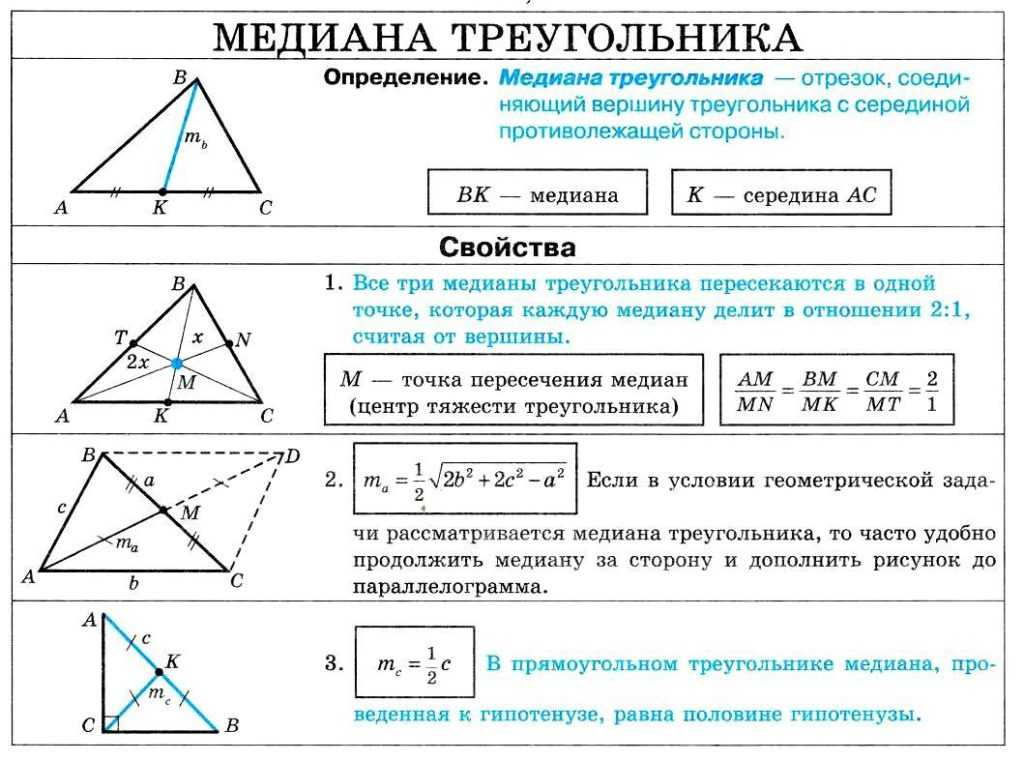 МЕДИАНА ТРЕУГОЛЬНИКА
B
m_b
A
K
C
Определение. Медиана треугольника — отрезок, соеди-
няющий вершину треугольника с серединой
противолежащей стороны.
BK — медиана
K — середина AC
Свойства
B
T
x
N
2x
M
A
K
C
1. Все три медианы треугольника пересекаются в одной
точке, которая каждую медиану делит в отношении 2:1,
считая от вершины.
M — точка пересечения медиан
(центр тяжести треугольника)
AM/MN = BM/MK = CM/MT = 2/1
B
D
a
c
M
m_a
A
b
C
2. m_a = 1/2 √(2b² + 2c² – a²) Если в условии геометрической зада-
чи рассматривается медиана треугольника, то часто удобно
продолжить медиану за сторону и дополнить рисунок до
параллелограмма.
A
c
K
m_c
C
B
3. m_c = 1/2 c В прямоугольном треугольнике медиана, про-
веденная к гипотенузе, равна половине гипотенузы.